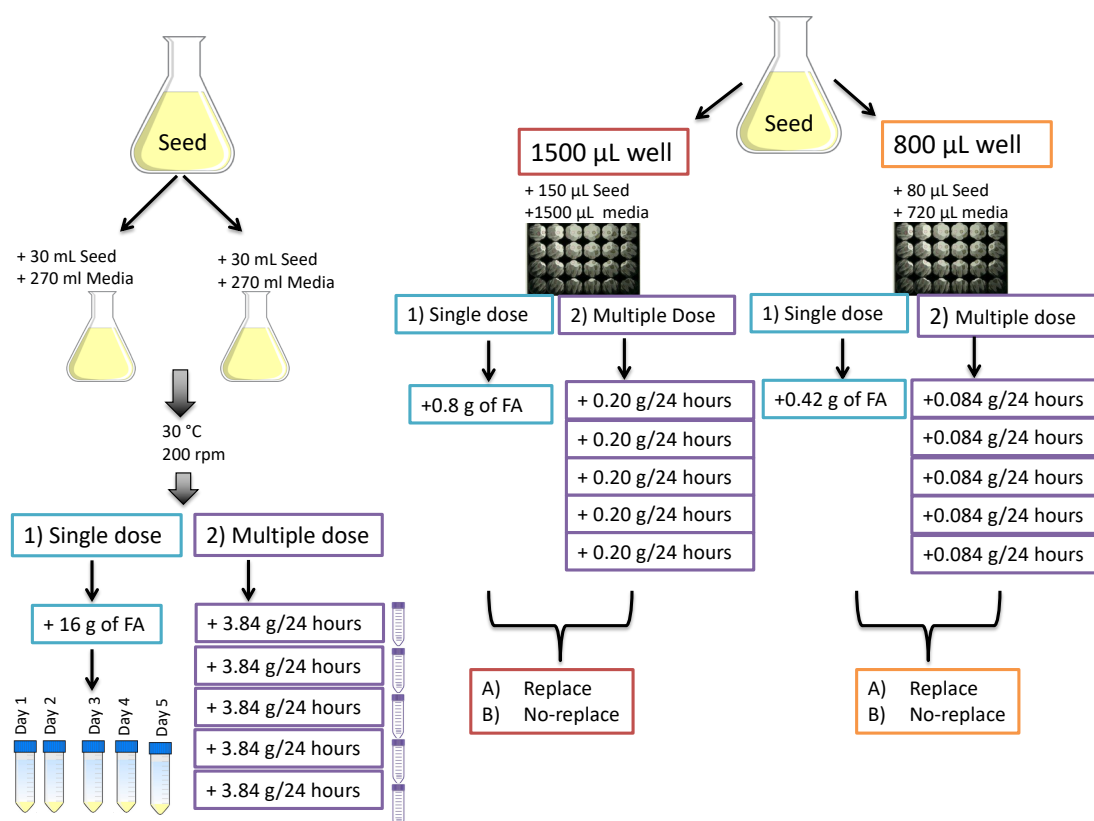 Seed
+ 30 mL Seed
+ 270 ml Media
+ 30 mL Seed
+ 270 ml Media
30 °C
200 rpm
1) Single dose
2) Multiple dose
+ 16 g of FA
+ 3.84 g/24 hours
+ 3.84 g/24 hours
+ 3.84 g/24 hours
+ 3.84 g/24 hours
+ 3.84 g/24 hours
Day 1
Day 2
Day 3
Day 4
Day 5
Seed
1500 µL well
+ 150 µL Seed
+1500 µL media
1) Single dose
2) Multiple Dose
+0.8 g of FA
+ 0.20 g/24 hours
+ 0.20 g/24 hours
+ 0.20 g/24 hours
+ 0.20 g/24 hours
+ 0.20 g/24 hours
A) Replace
B) No-replace
800 µL well
+ 80 µL Seed
+ 720 µL media
1) Single dose
2) Multiple dose
+0.42 g of FA
+0.084 g/24 hours
+0.084 g/24 hours
+0.084 g/24 hours
+0.084 g/24 hours
+0.084 g/24 hours
A) Replace
B) No-replace